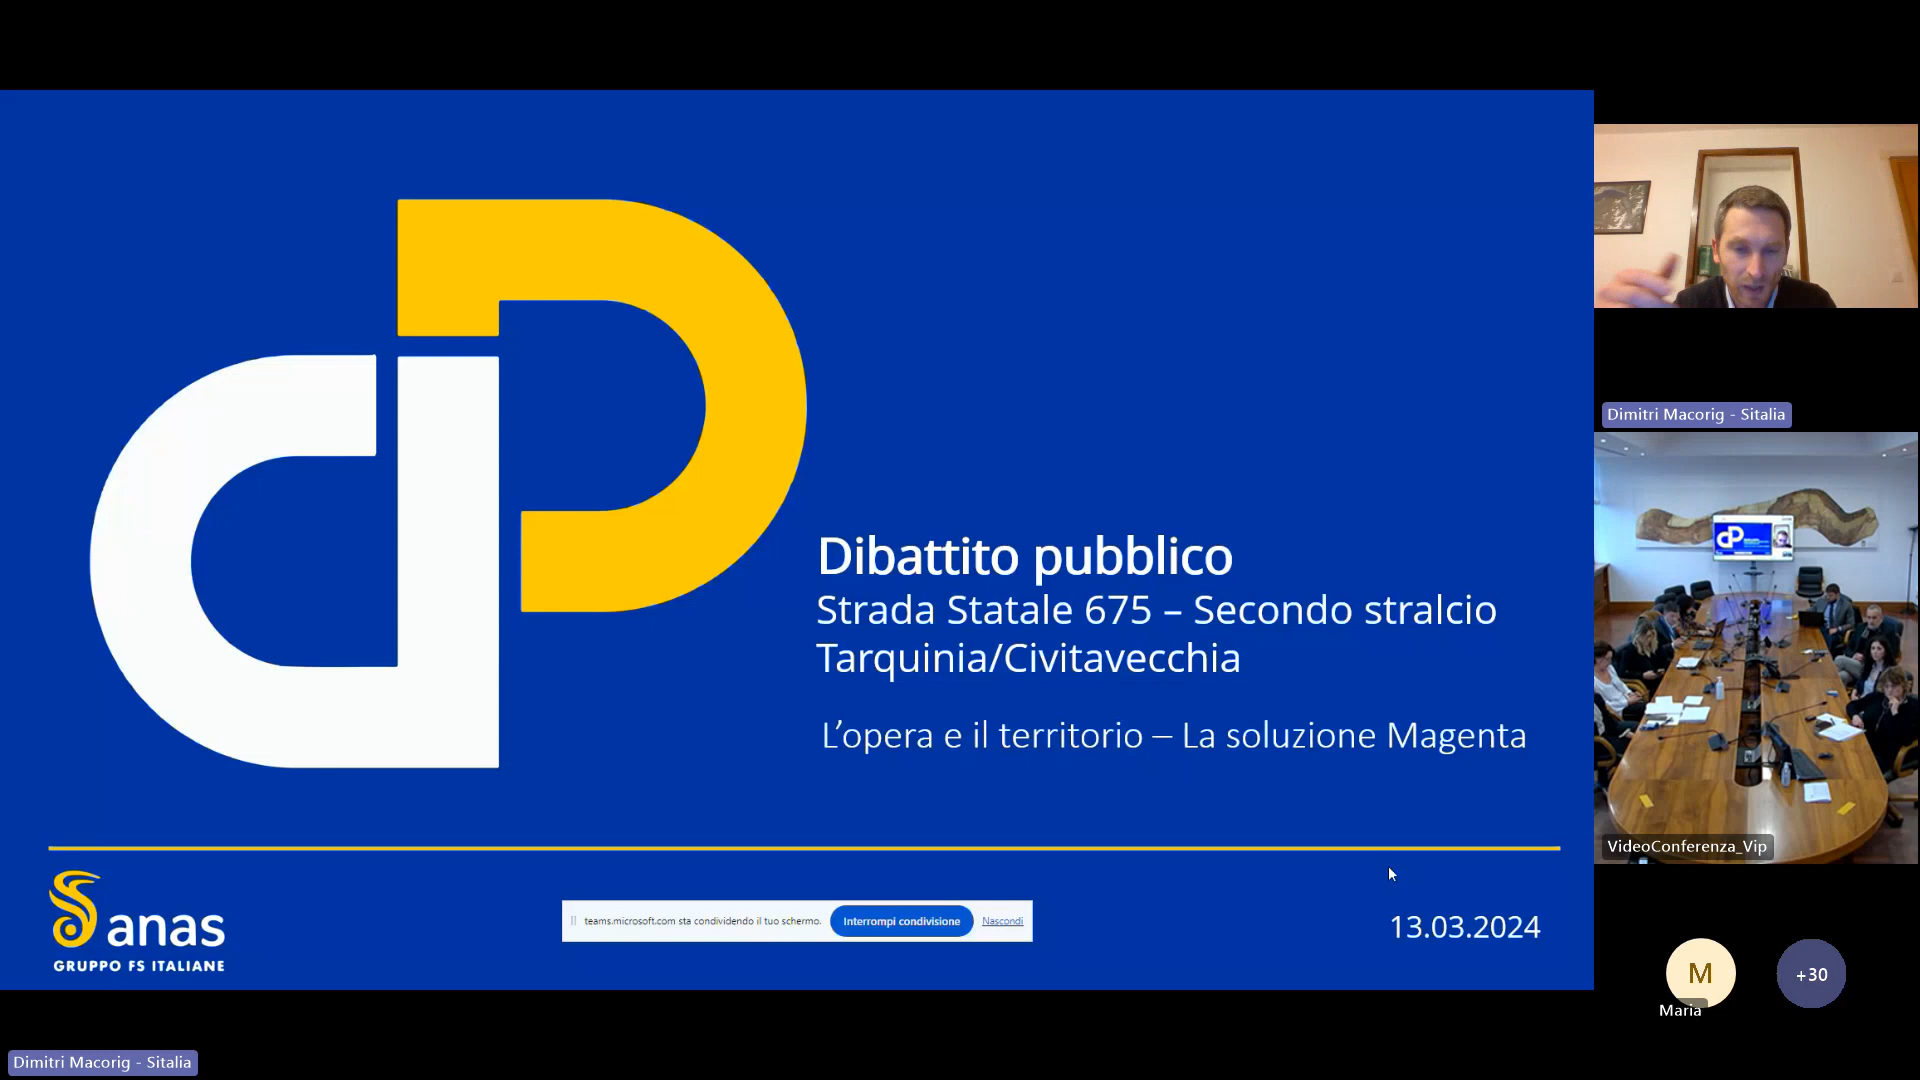 Dibattito pubblico
Strada Statale 675 – Secondo stralcio
Tarquinia/Civitavecchia
L’opera e il territorio – La soluzione Magenta
anas
GRUPPO FS ITALIANE
teams.microsoft.com sta condividendo il tuo schermo.
Interrompi condivisione
Nascondi
13.03.2024
Dimitri Macorig - Sitalia
VideoConferenza_Vip
M
Maria
+30
Dimitri Macorig - Sitalia